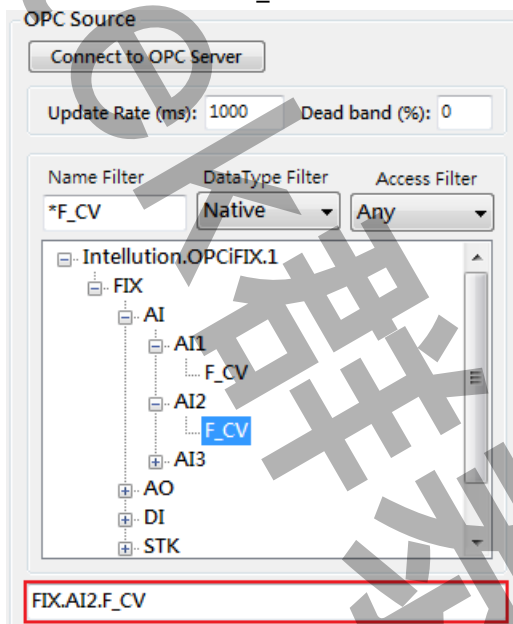 OPC Source
Connect to OPC Server
Update Rate (ms): 1000 Dead band (%): 0
Name Filter DataType Filter Access Filter
*F_CV Native Any
Intellution.OPCiFIX.1
FIX
AI
AI1
F_CV
AI2
F_CV
AI3
AO
DI
STK
FIX.AI2.F_CV